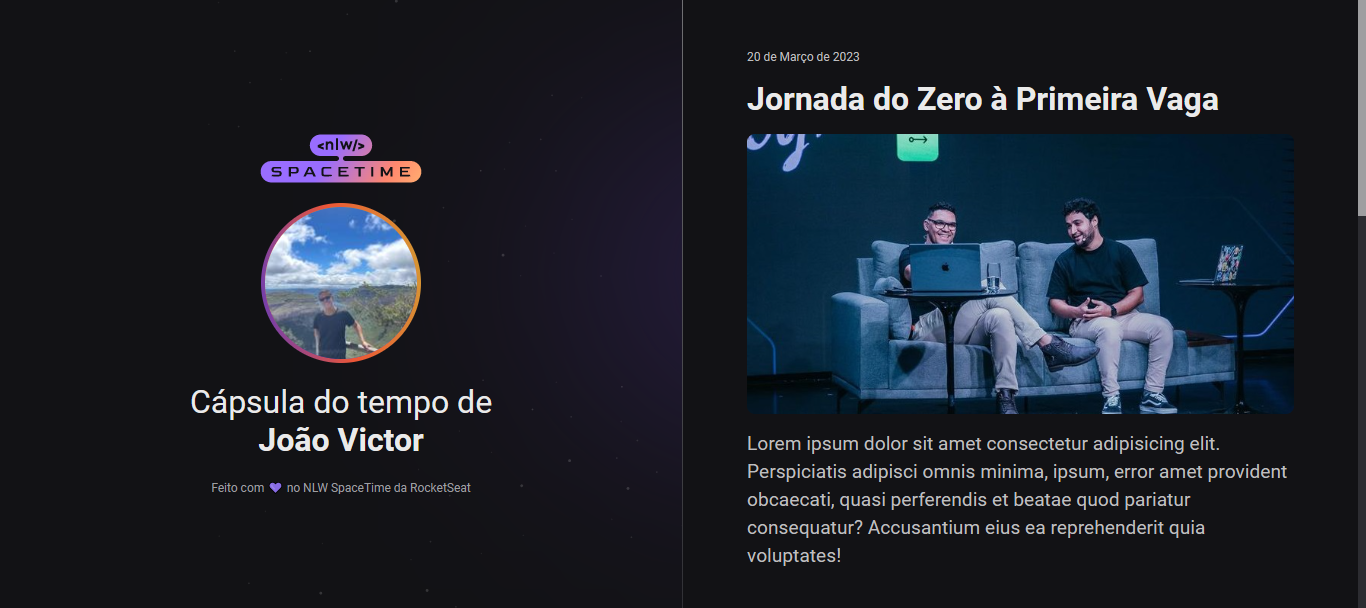 <nlw/>
SPACETIME
Cápsula do tempo de
João Victor
Feito com 💜 no NLW SpaceTime da RocketSeat
20 de Março de 2023
Jornada do Zero à Primeira Vaga
Lorem ipsum dolor sit amet consectetur adipisicing elit.
Perspiciatis adipisci omnis minima, ipsum, error amet provident
obcaecati, quasi perferendis et beatae quod pariatur
consequatur? Accusantium eius ea reprehenderit quia
voluptates!